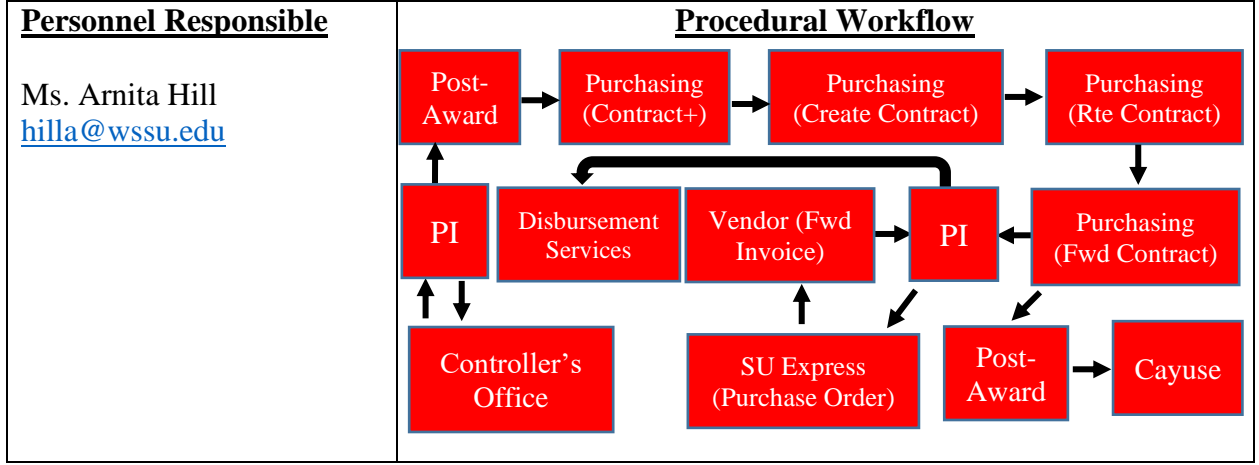 Personnel Responsible
Ms. Arnita Hill
hilla@wssu.edu
Procedural Workflow
Post-
Award
Purchasing
(Contract+)
Purchasing
(Create Contract)
Purchasing
(Rte Contract)
PI
Disbursement
Services
Vendor (Fwd
Invoice)
PI
Purchasing
(Fwd Contract)
Controller’s
Office
SU Express
(Purchase Order)
Post-
Award
Cayuse